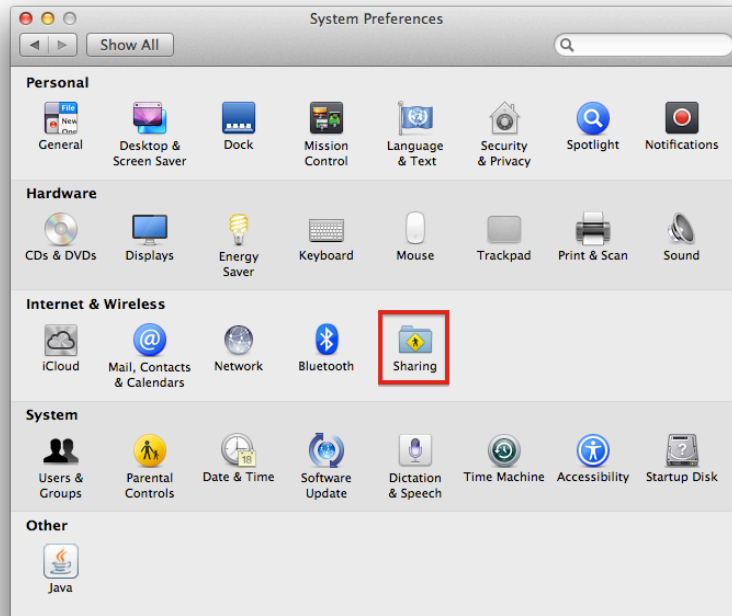 System Preferences
Show All
Personal
File
New
General
Desktop &
Screen Saver
Dock
Mission
Control
Language
& Text
Security
& Privacy
Spotlight
Notifications
Hardware
CDs & DVDs
Displays
Energy
Saver
Keyboard
Mouse
Trackpad
Print & Scan
Sound
Internet & Wireless
iCloud
@
Mail, Contacts
& Calendars
Network
Bluetooth
Sharing
System
Users &
Groups
Parental
Controls
18
Date & Time
Software
Update
Dictation
& Speech
Time Machine
Accessibility
?
Startup Disk
Other
Java